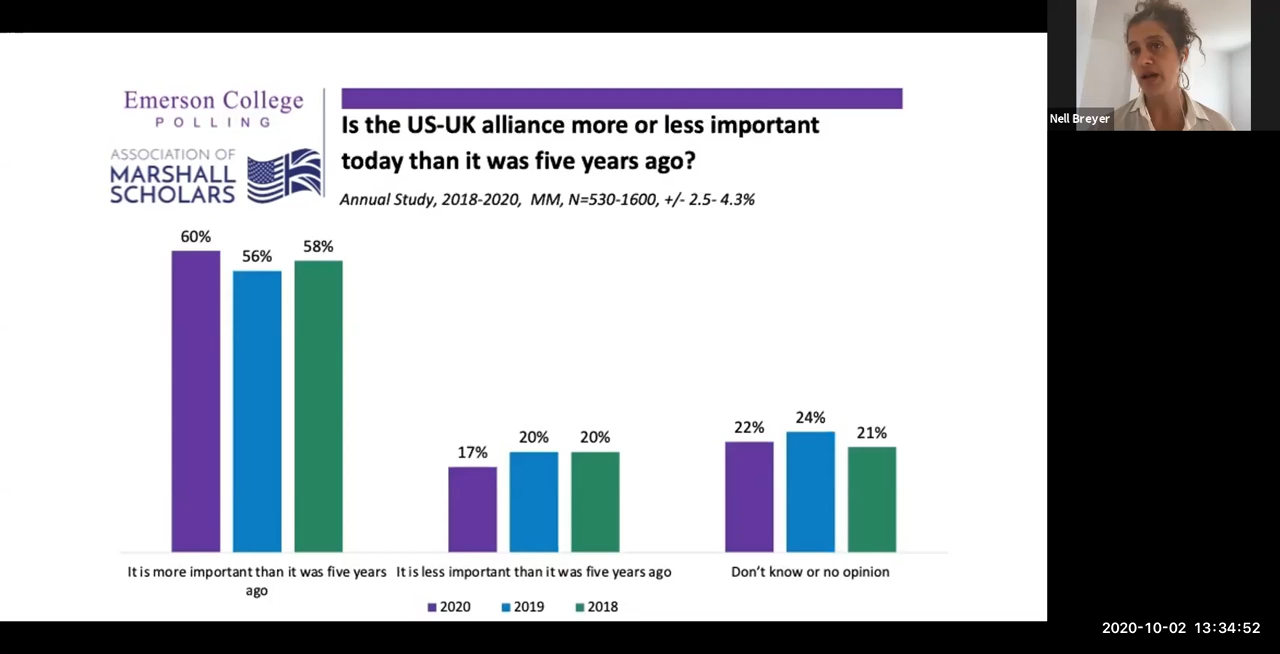 Emerson College
POLLING
ASSOCIATION OF
MARSHALL
SCHOLARS
Is the US-UK alliance more or less important
today than it was five years ago?
Annual Study, 2018-2020, MM, N=530-1600, +/- 2.5- 4.3%
Nell Breyer
60%
56%
58%
17%
20%
20%
22%
24%
21%
It is more important than it was five years
ago
It is less important than it was five years ago
Don't know or no opinion
2020
2019
2018
2020-10-02 13:34:52